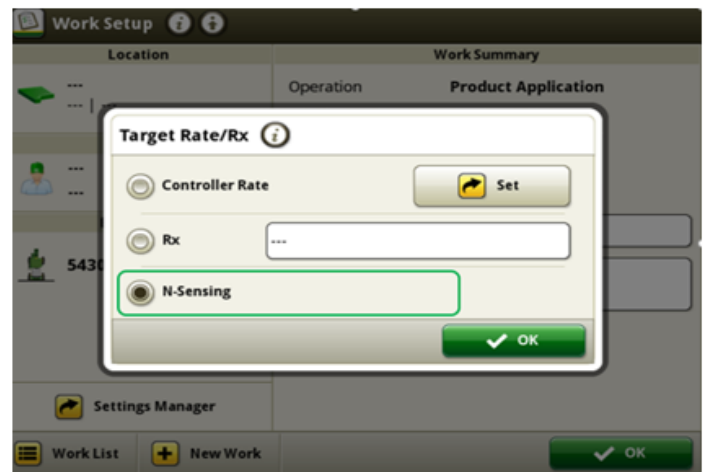 Work Setup
Location
Work Summary
---
--- | ---
Operation Product Application
Target Rate/Rx
Controller Rate
Set
---
---
Rx
---
5430
N-Sensing
OK
Settings Manager
Work List
New Work
OK